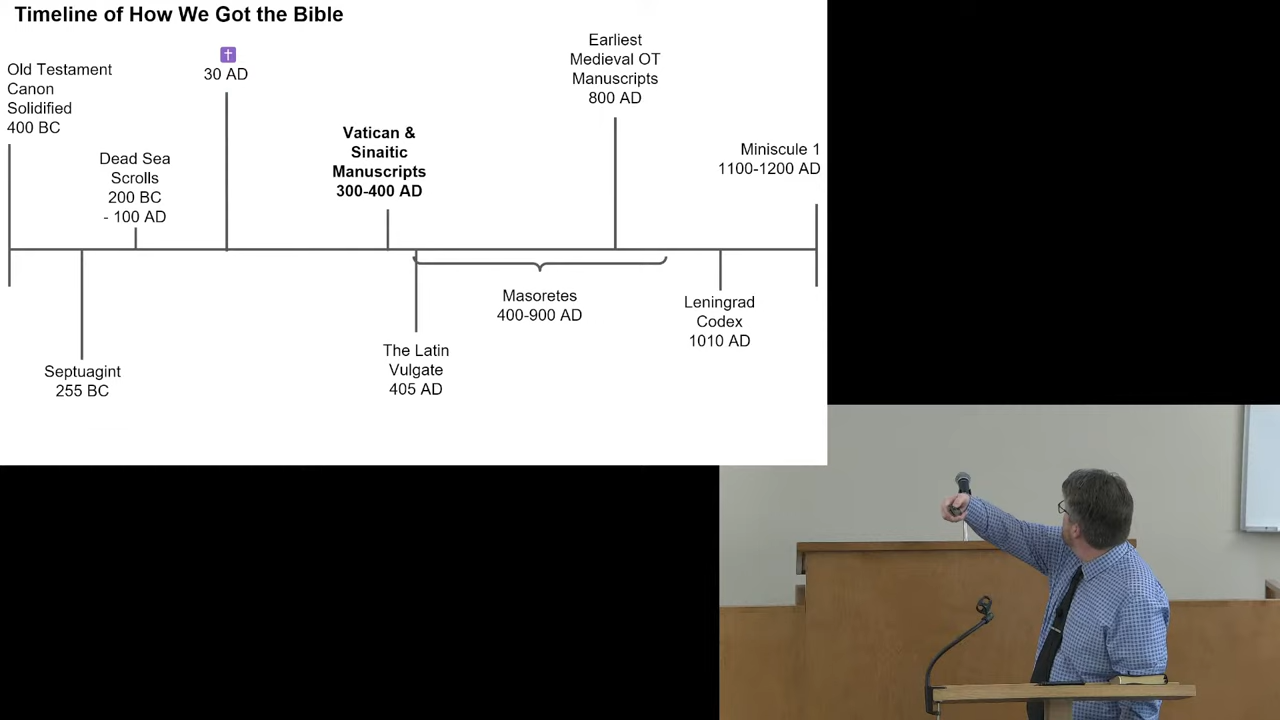 Timeline of How We Got the Bible
Old Testament
Canon
Solidified
400 BC
Dead Sea
Scrolls
200 BC
- 100 AD
✝
30 AD
Vatican &
Sinaitic
Manuscripts
300-400 AD
Earliest
Medieval OT
Manuscripts
800 AD
Miniscule 1
1100-1200 AD
Septuagint
255 BC
The Latin
Vulgate
405 AD
Masoretes
400-900 AD
Leningrad
Codex
1010 AD